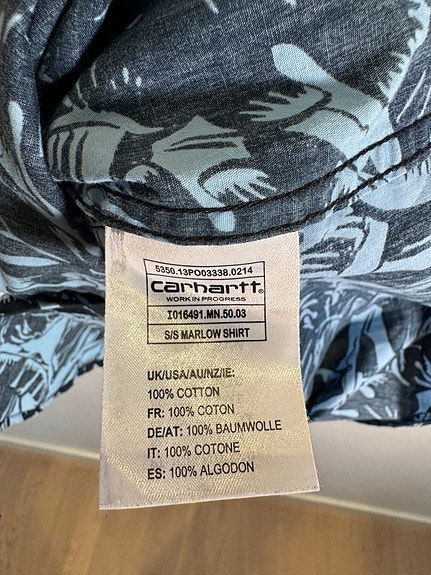 5350.13PO03338.0214
carhartt®
WORK IN PROGRESS
I016491.MN.50.03
S/S MARLOW SHIRT
UK/USA/AU/NZ/IE:
100% COTTON
FR: 100% COTON
DE/AT: 100% BAUMWOLLE
IT: 100% COTONE
ES: 100% ALGODON